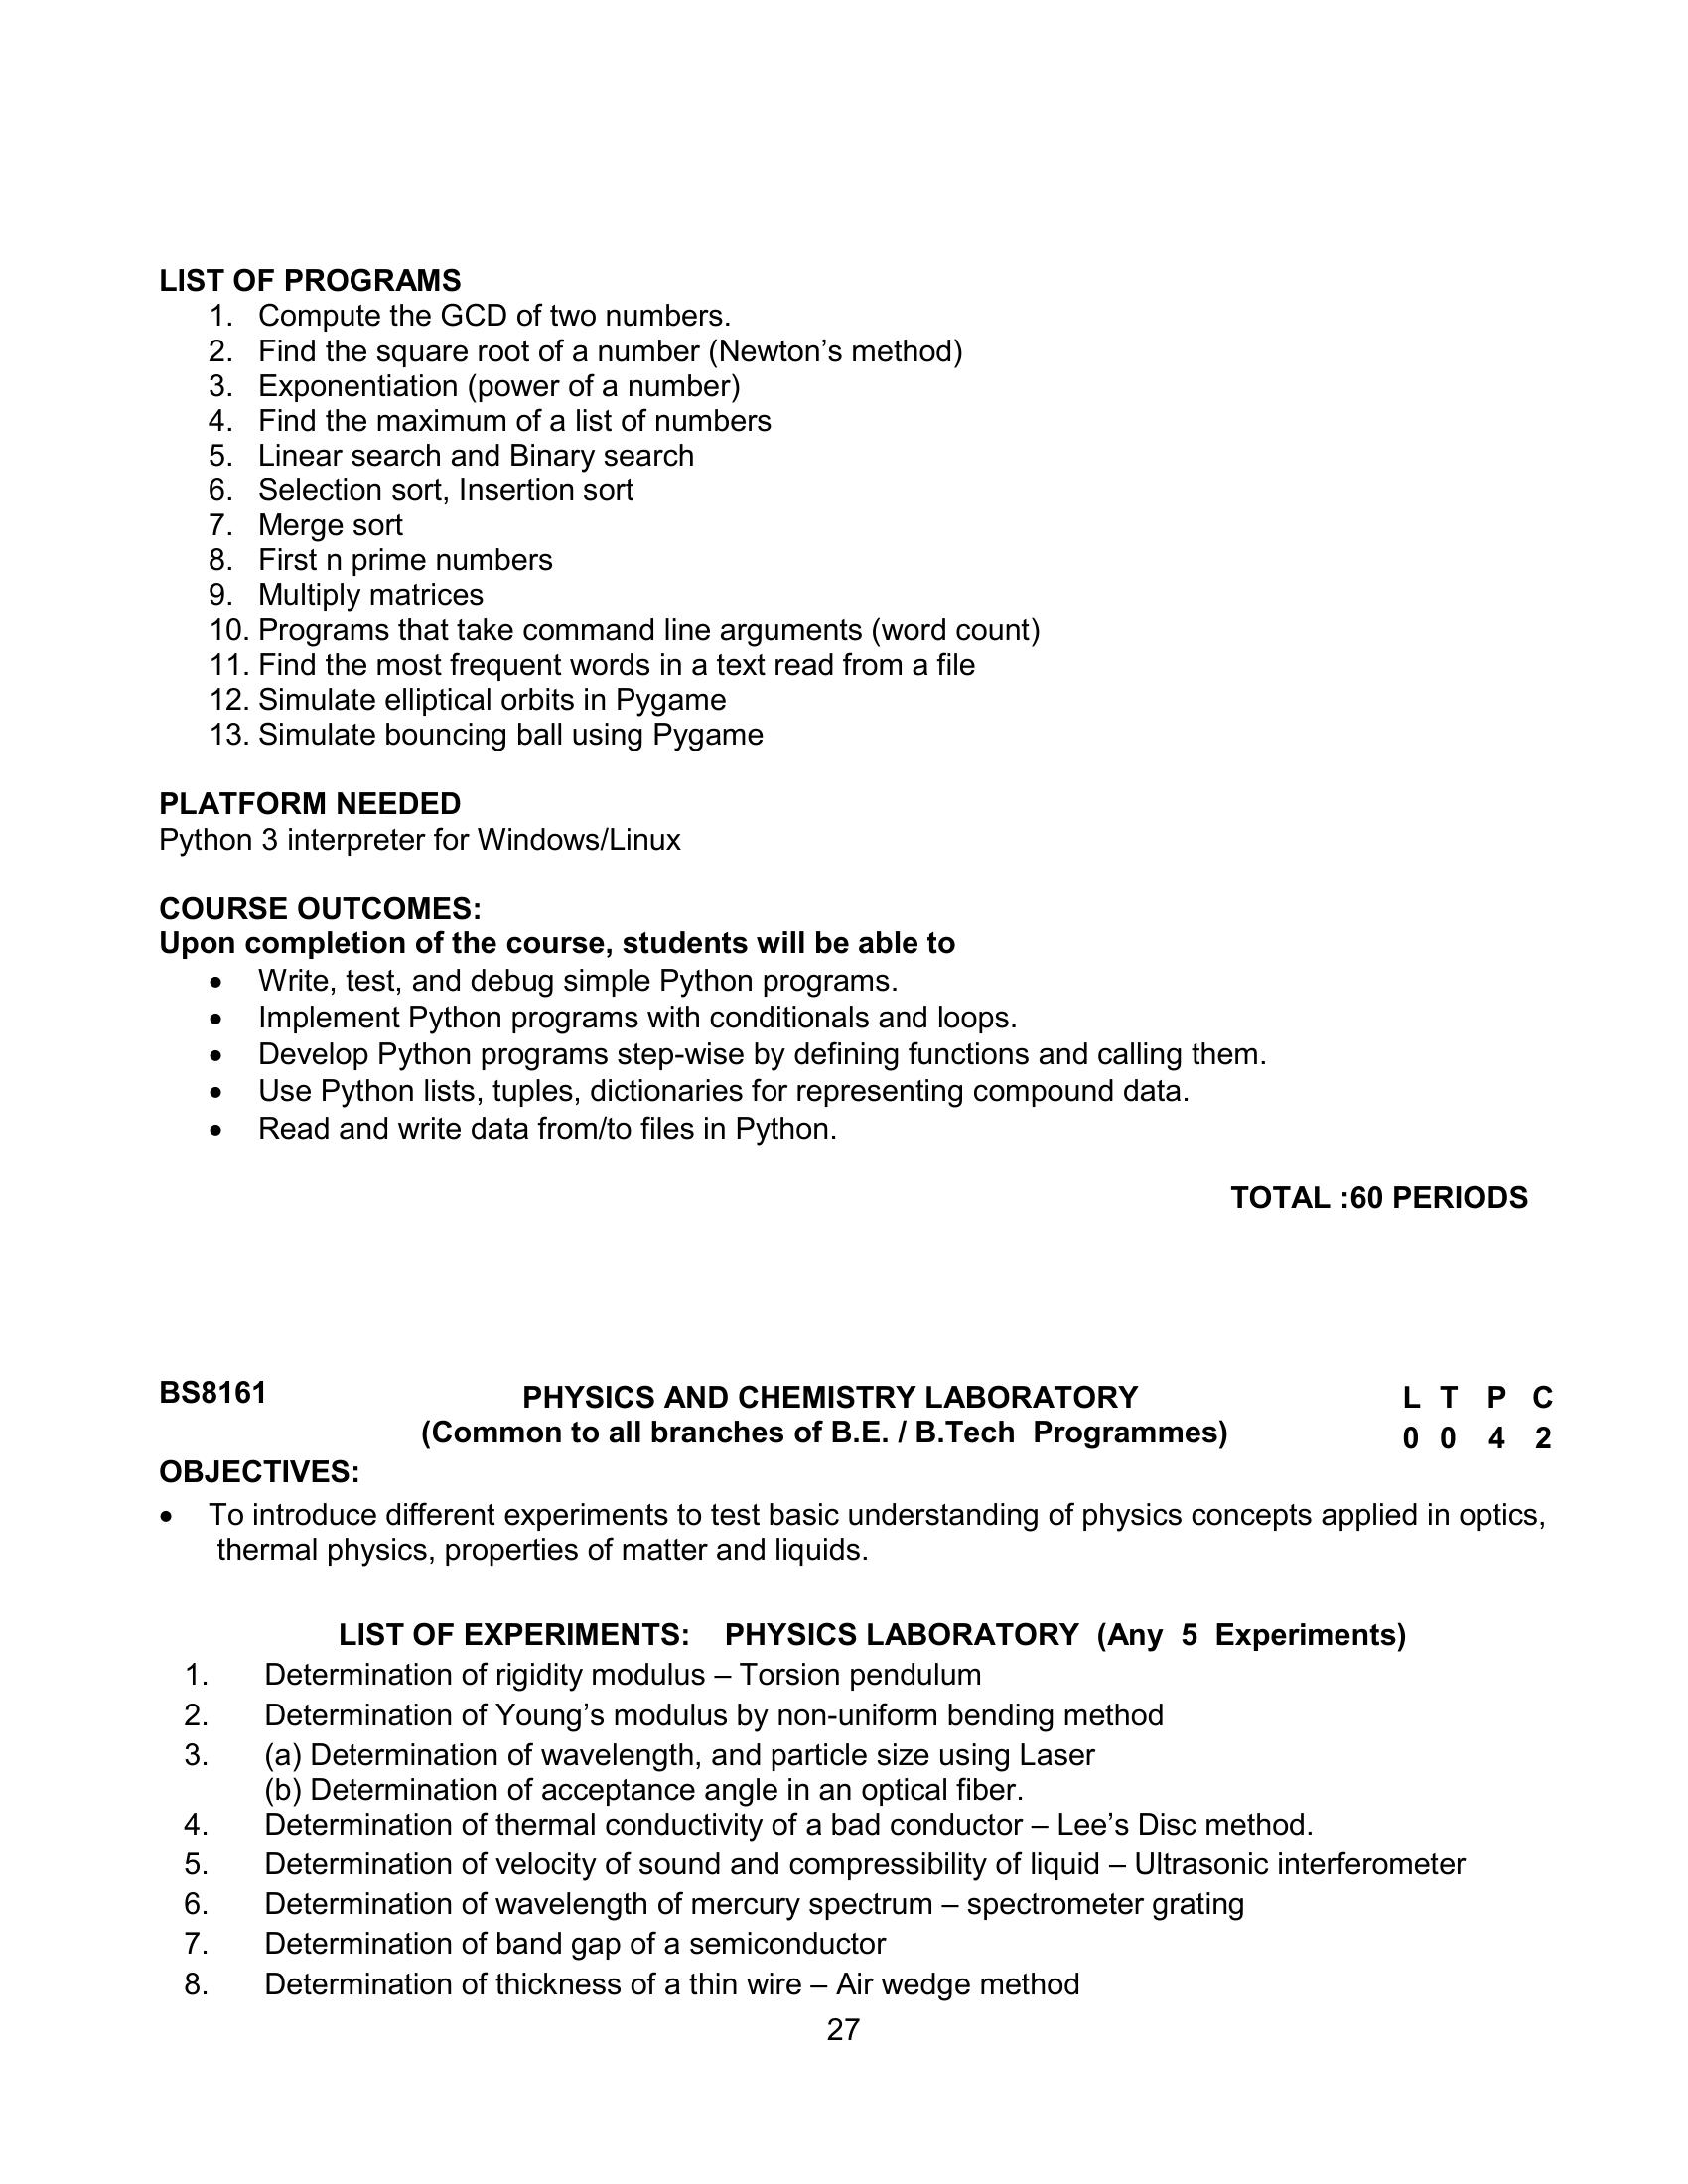 LIST OF PROGRAMS
1. Compute the GCD of two numbers.
2. Find the square root of a number (Newton’s method)
3. Exponentiation (power of a number)
4. Find the maximum of a list of numbers
5. Linear search and Binary search
6. Selection sort, Insertion sort
7. Merge sort
8. First n prime numbers
9. Multiply matrices
10. Programs that take command line arguments (word count)
11. Find the most frequent words in a text read from a file
12. Simulate elliptical orbits in Pygame
13. Simulate bouncing ball using Pygame
PLATFORM NEEDED
Python 3 interpreter for Windows/Linux
COURSE OUTCOMES:
Upon completion of the course, students will be able to
• Write, test, and debug simple Python programs.
• Implement Python programs with conditionals and loops.
• Develop Python programs step-wise by defining functions and calling them.
• Use Python lists, tuples, dictionaries for representing compound data.
• Read and write data from/to files in Python.
TOTAL :60 PERIODS
BS8161 PHYSICS AND CHEMISTRY LABORATORY L T P C
(Common to all branches of B.E. / B.Tech Programmes) 0 0 4 2
OBJECTIVES:
• To introduce different experiments to test basic understanding of physics concepts applied in optics,
thermal physics, properties of matter and liquids.
LIST OF EXPERIMENTS: PHYSICS LABORATORY (Any 5 Experiments)
1. Determination of rigidity modulus – Torsion pendulum
2. Determination of Young’s modulus by non-uniform bending method
3. (a) Determination of wavelength, and particle size using Laser
(b) Determination of acceptance angle in an optical fiber.
4. Determination of thermal conductivity of a bad conductor – Lee’s Disc method.
5. Determination of velocity of sound and compressibility of liquid – Ultrasonic interferometer
6. Determination of wavelength of mercury spectrum – spectrometer grating
7. Determination of band gap of a semiconductor
8. Determination of thickness of a thin wire – Air wedge method
27